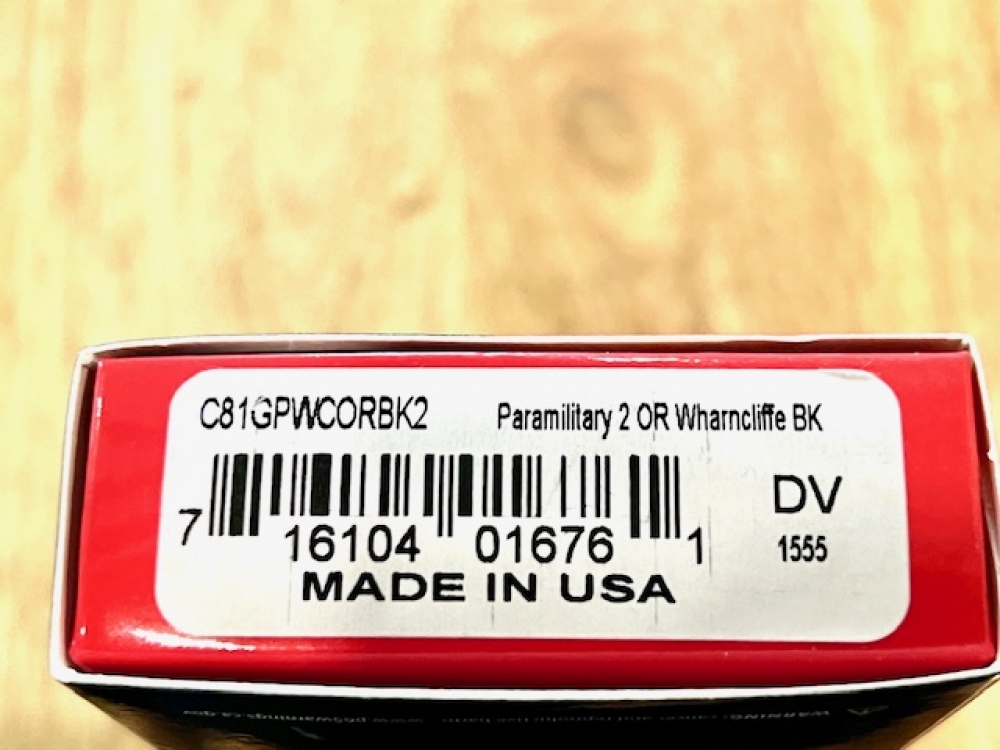 C81GPWCORBK2 Paramilitary 2 OR Wharncliffe BK
DV
7 16104 01676 1
1555
MADE IN USA